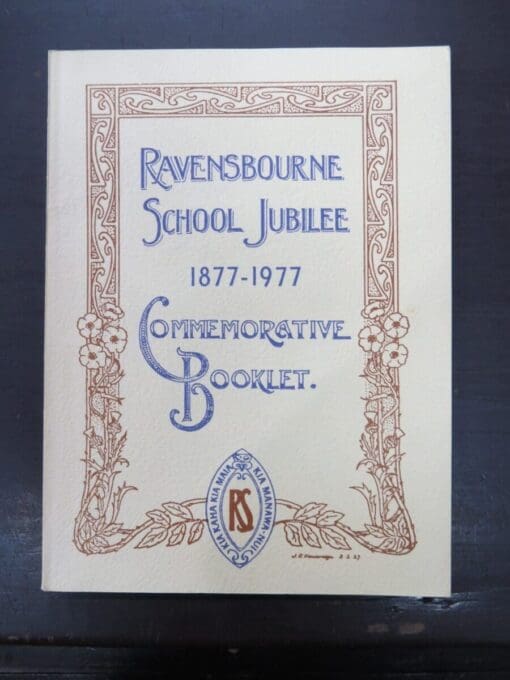 RAVENSBOURNE
SCHOOL JUBILEE
1877-1977
COMMEMORATIVE
BOOKLET.
KIA KAHA KIA MAIA
KIA MANAWA-NUI
RS